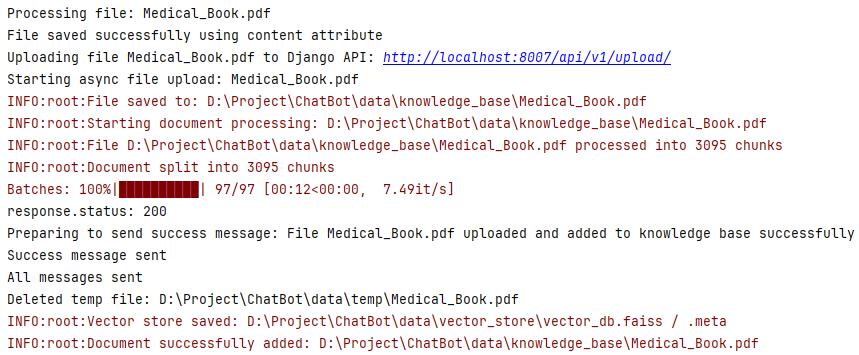 Processing file: Medical_Book.pdf
File saved successfully using content attribute
Uploading file Medical_Book.pdf to Django API: http://localhost:8007/api/v1/upload/
Starting async file upload: Medical_Book.pdf
INFO:root:File saved to: D:\Project\ChatBot\data\knowledge_base\Medical_Book.pdf
INFO:root:Starting document processing: D:\Project\ChatBot\data\knowledge_base\Medical_Book.pdf
INFO:root:File D:\Project\ChatBot\data\knowledge_base\Medical_Book.pdf processed into 3095 chunks
INFO:root:Document split into 3095 chunks
Batches: 100%|██████████| 97/97 [00:12<00:00,  7.49it/s]
response.status: 200
Preparing to send success message: File Medical_Book.pdf uploaded and added to knowledge base successfully
Success message sent
All messages sent
Deleted temp file: D:\Project\ChatBot\data\temp\Medical_Book.pdf
INFO:root:Vector store saved: D:\Project\ChatBot\data\vector_store\vector_db.faiss / .meta
INFO:root:Document successfully added: D:\Project\ChatBot\data\knowledge_base\Medical_Book.pdf